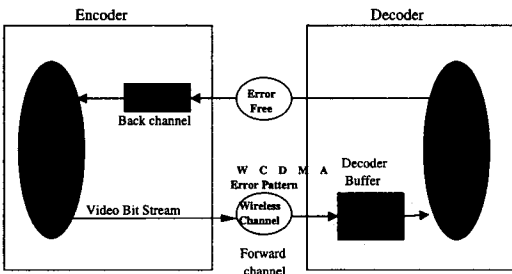 Encoder
Decoder
Error
Free
Back channel
W C D M A
Error Pattern
Decoder
Buffer
Video Bit Stream
Wireless
Channel
Forward
channel